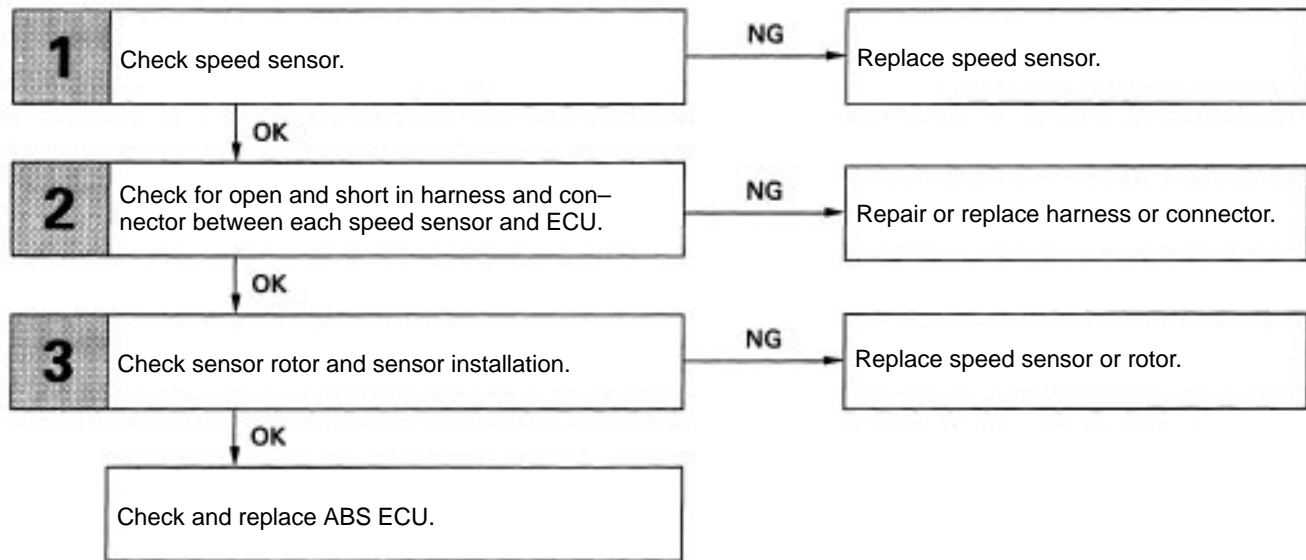 1
Check speed sensor.
NG
Replace speed sensor.
OK
2
Check for open and short in harness and con–
nector between each speed sensor and ECU.
NG
Repair or replace harness or connector.
OK
3
Check sensor rotor and sensor installation.
NG
Replace speed sensor or rotor.
OK
Check and replace ABS ECU.